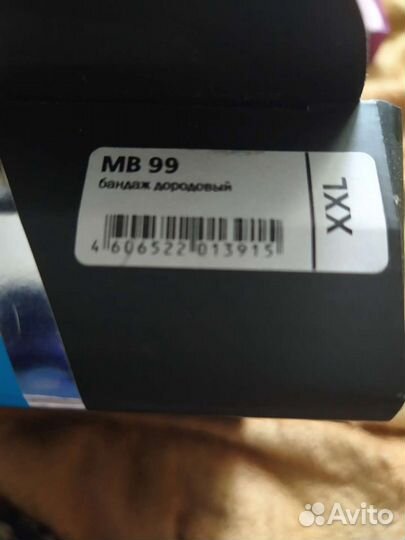 MB 99
бандаж дородовый
4 606522 013915
XXL
Avito